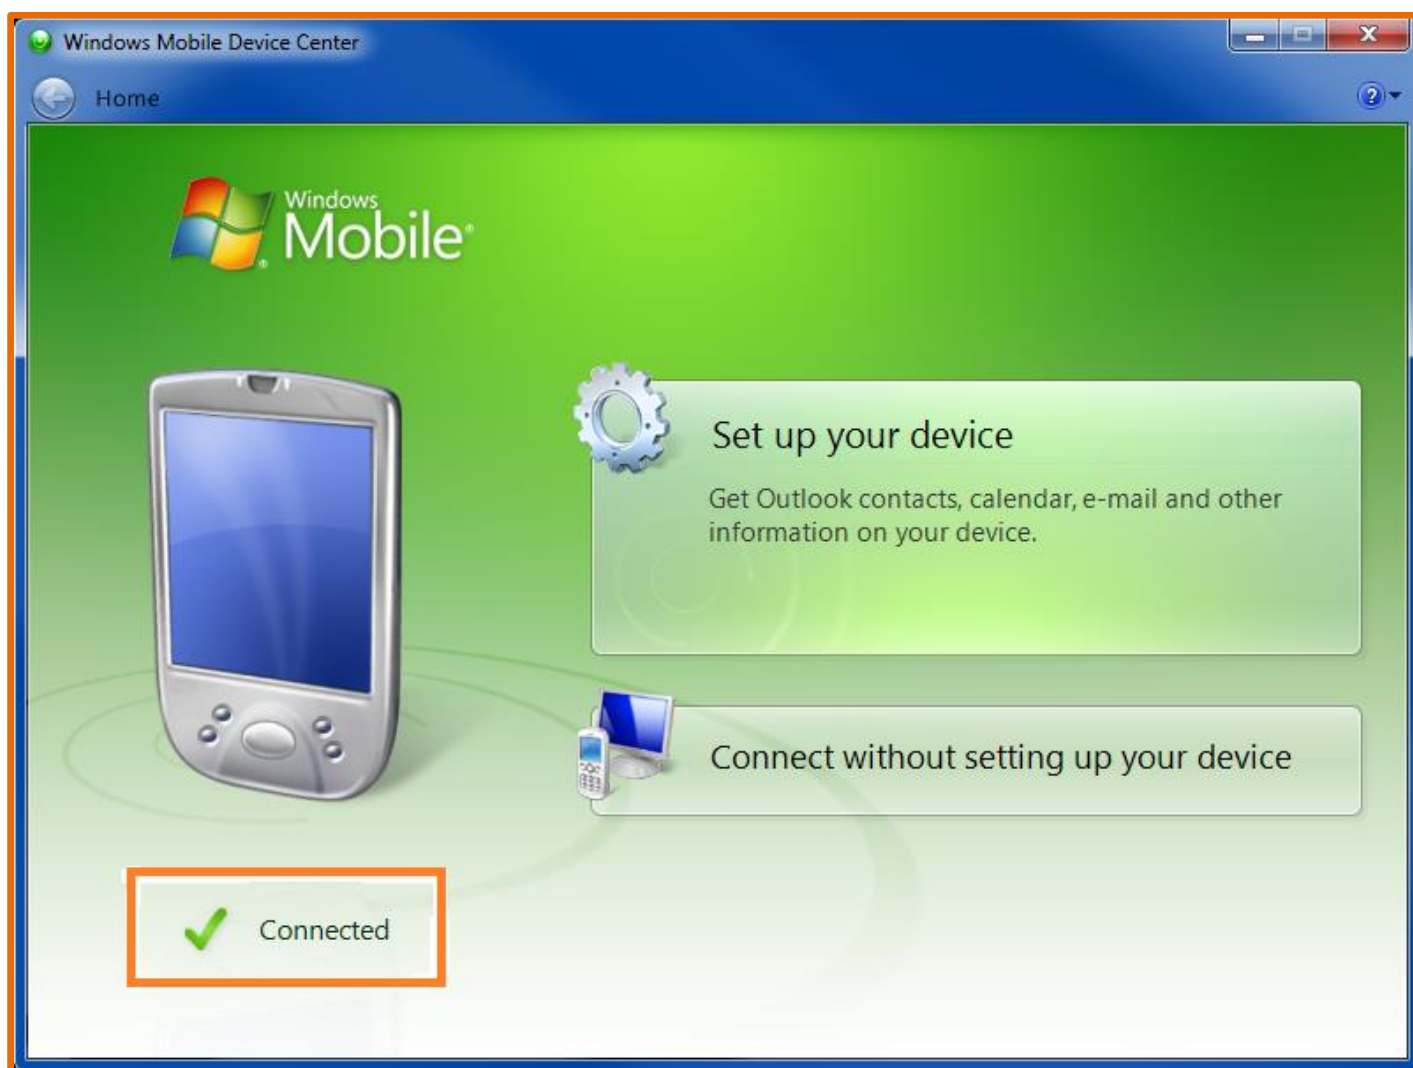 Windows Mobile Device Center
Home
Windows
Mobile®
Set up your device
Get Outlook contacts, calendar, e-mail and other
information on your device.
Connect without setting up your device
Connected